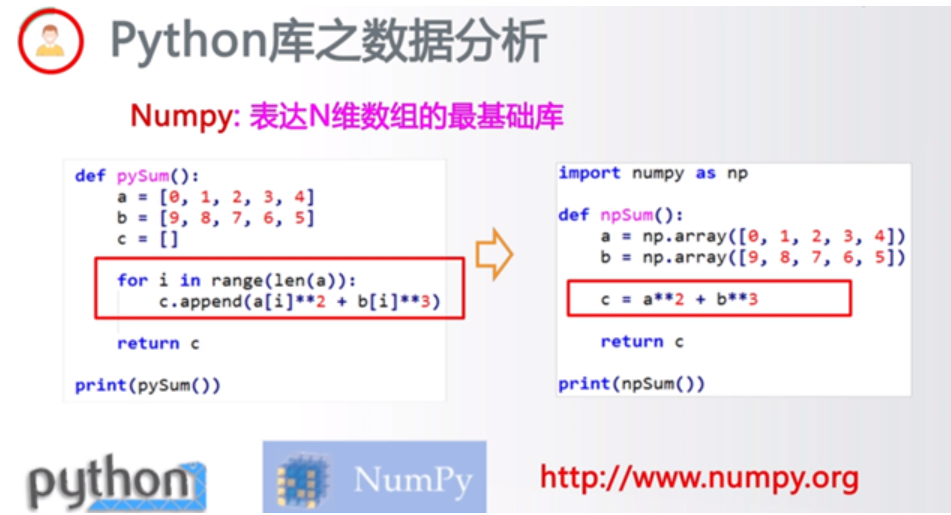 Python库之数据分析
Numpy: 表达N维数组的最基础库
def pySum():
    a = [0, 1, 2, 3, 4]
    b = [9, 8, 7, 6, 5]
    c = []
    for i in range(len(a)):
        c.append(a[i]**2 + b[i]**3)
    return c
print(pySum())
import numpy as np
def npSum():
    a = np.array([0, 1, 2, 3, 4])
    b = np.array([9, 8, 7, 6, 5])
    c = a**2 + b**3
    return c
print(npSum())
python
NumPy
http://www.numpy.org